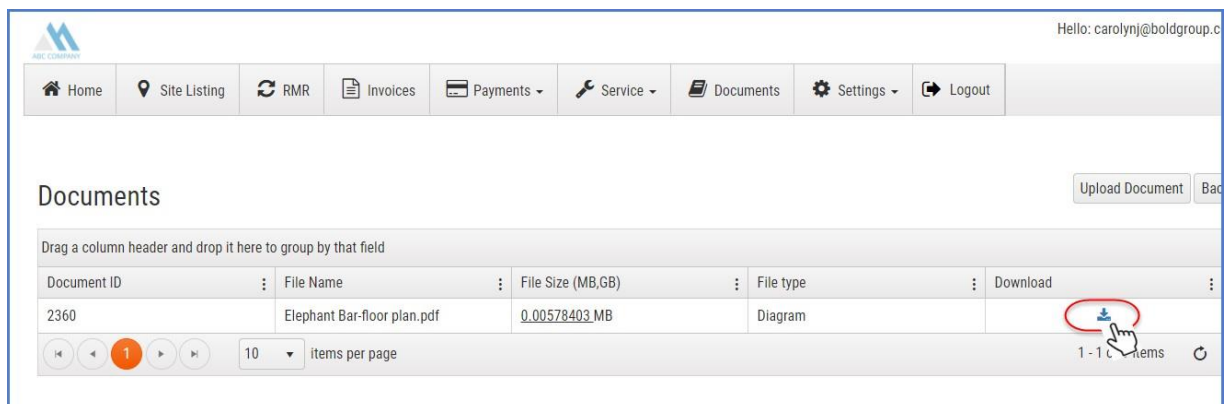 Hello: carolynj@boldgroup.c
ABC COMPANY
Home Site Listing RMR Invoices Payments Service Documents Settings Logout
Documents
Upload Document Bac
Drag a column header and drop it here to group by that field
Document ID File Name File Size (MB,GB) File type Download
2360 Elephant Bar-floor plan.pdf 0.00578403 MB Diagram
1 10 items per page 1 - 1 items